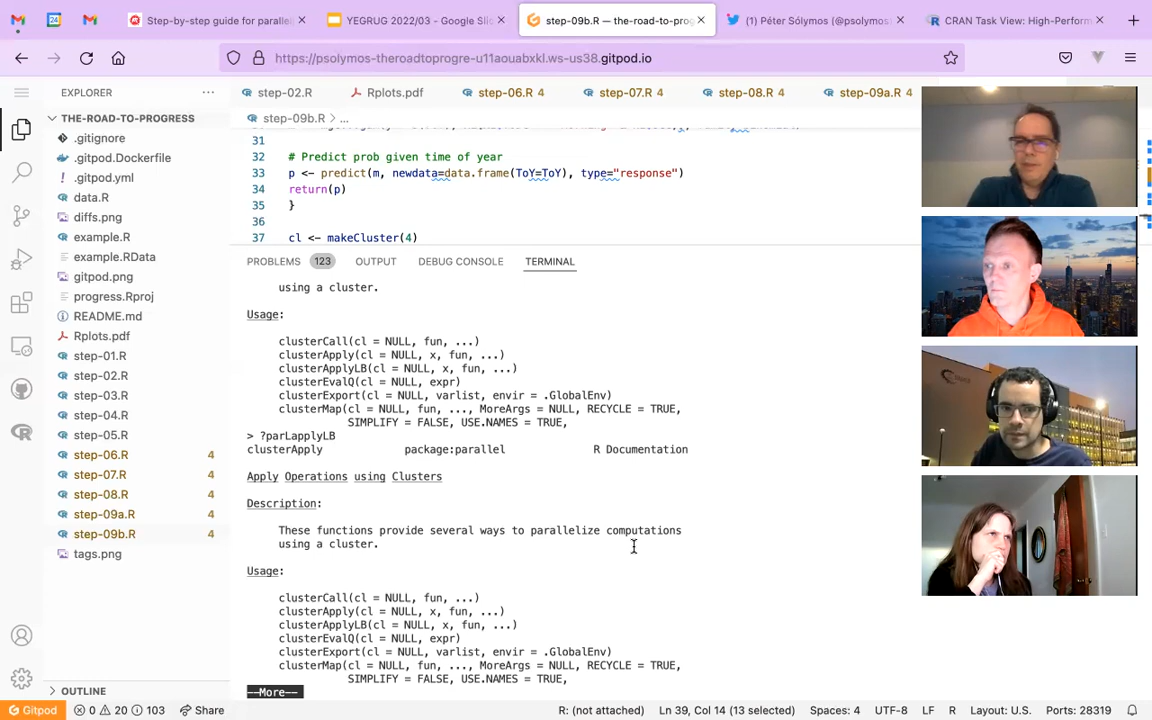 Step-by-step guide for parallel
YEGRUG 2022/03 - Google Slides
step-09b.R — the-road-to-prog
(1) Péter Sólymos (@psolymos
CRAN Task View: High-Perform
https://psolymos-theroadtoprogre-u11aouabxkl.ws-us38.gitpod.io
EXPLORER
step-02.R Rplots.pdf step-06.R 4 step-07.R 4 step-08.R 4 step-09a.R 4
THE-ROAD-TO-PROGRESS
step-09b.R > ...
.gitignore
.gitpod.Dockerfile
.gitpod.yml
data.R
diffs.png
example.R
example.RData
gitpod.png
progress.Rproj
README.md
Rplots.pdf
step-01.R
step-02.R
step-03.R
step-04.R
step-05.R
step-06.R 4
step-07.R 4
step-08.R 4
step-09a.R 4
step-09b.R 4
tags.png
OUTLINE
31
32 # Predict prob given time of year
33 p <- predict(m, newdata=data.frame(ToY=ToY), type="response")
34 return(p)
35 }
36
37 cl <- makeCluster(4)
PROBLEMS 123 OUTPUT DEBUG CONSOLE TERMINAL
using a cluster.
Usage:
clusterCall(cl = NULL, fun, ...)
clusterApply(cl = NULL, x, fun, ...)
clusterApplyLB(cl = NULL, x, fun, ...)
clusterEvalQ(cl = NULL, expr)
clusterExport(cl = NULL, varlist, envir = .GlobalEnv)
clusterMap(cl = NULL, fun, ..., MoreArgs = NULL, RECYCLE = TRUE,
SIMPLIFY = FALSE, USE.NAMES = TRUE,
> ?parLapplyLB
clusterApply package:parallel R Documentation
Apply Operations using Clusters
Description:
These functions provide several ways to parallelize computations
using a cluster.
Usage:
clusterCall(cl = NULL, fun, ...)
clusterApply(cl = NULL, x, fun, ...)
clusterApplyLB(cl = NULL, x, fun, ...)
clusterEvalQ(cl = NULL, expr)
clusterExport(cl = NULL, varlist, envir = .GlobalEnv)
clusterMap(cl = NULL, fun, ..., MoreArgs = NULL, RECYCLE = TRUE,
SIMPLIFY = FALSE, USE.NAMES = TRUE,
--More--
Gitpod 0 20 103 Share R: (not attached) Ln 39, Col 14 (13 selected) Spaces: 4 UTF-8 LF R Layout: U.S. Ports: 28319